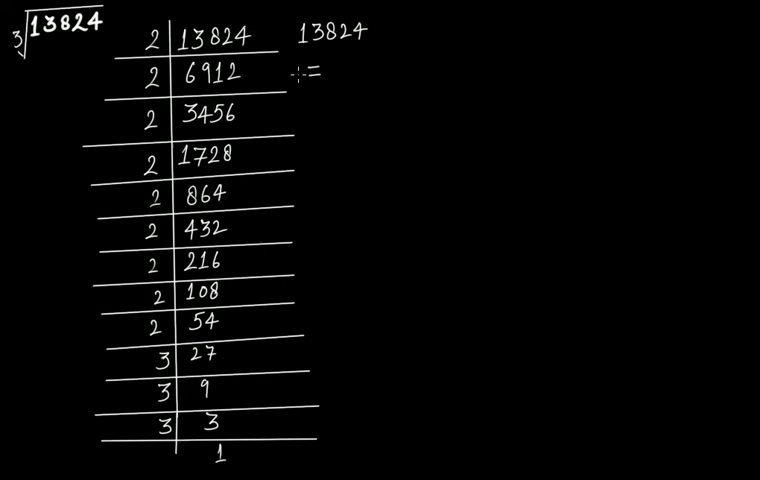 ∛13824
2 | 13824
2 | 6912
2 | 3456
2 | 1728
2 | 864
2 | 432
2 | 216
2 | 108
2 | 54
3 | 27
3 | 9
3 | 3
1
13824
=